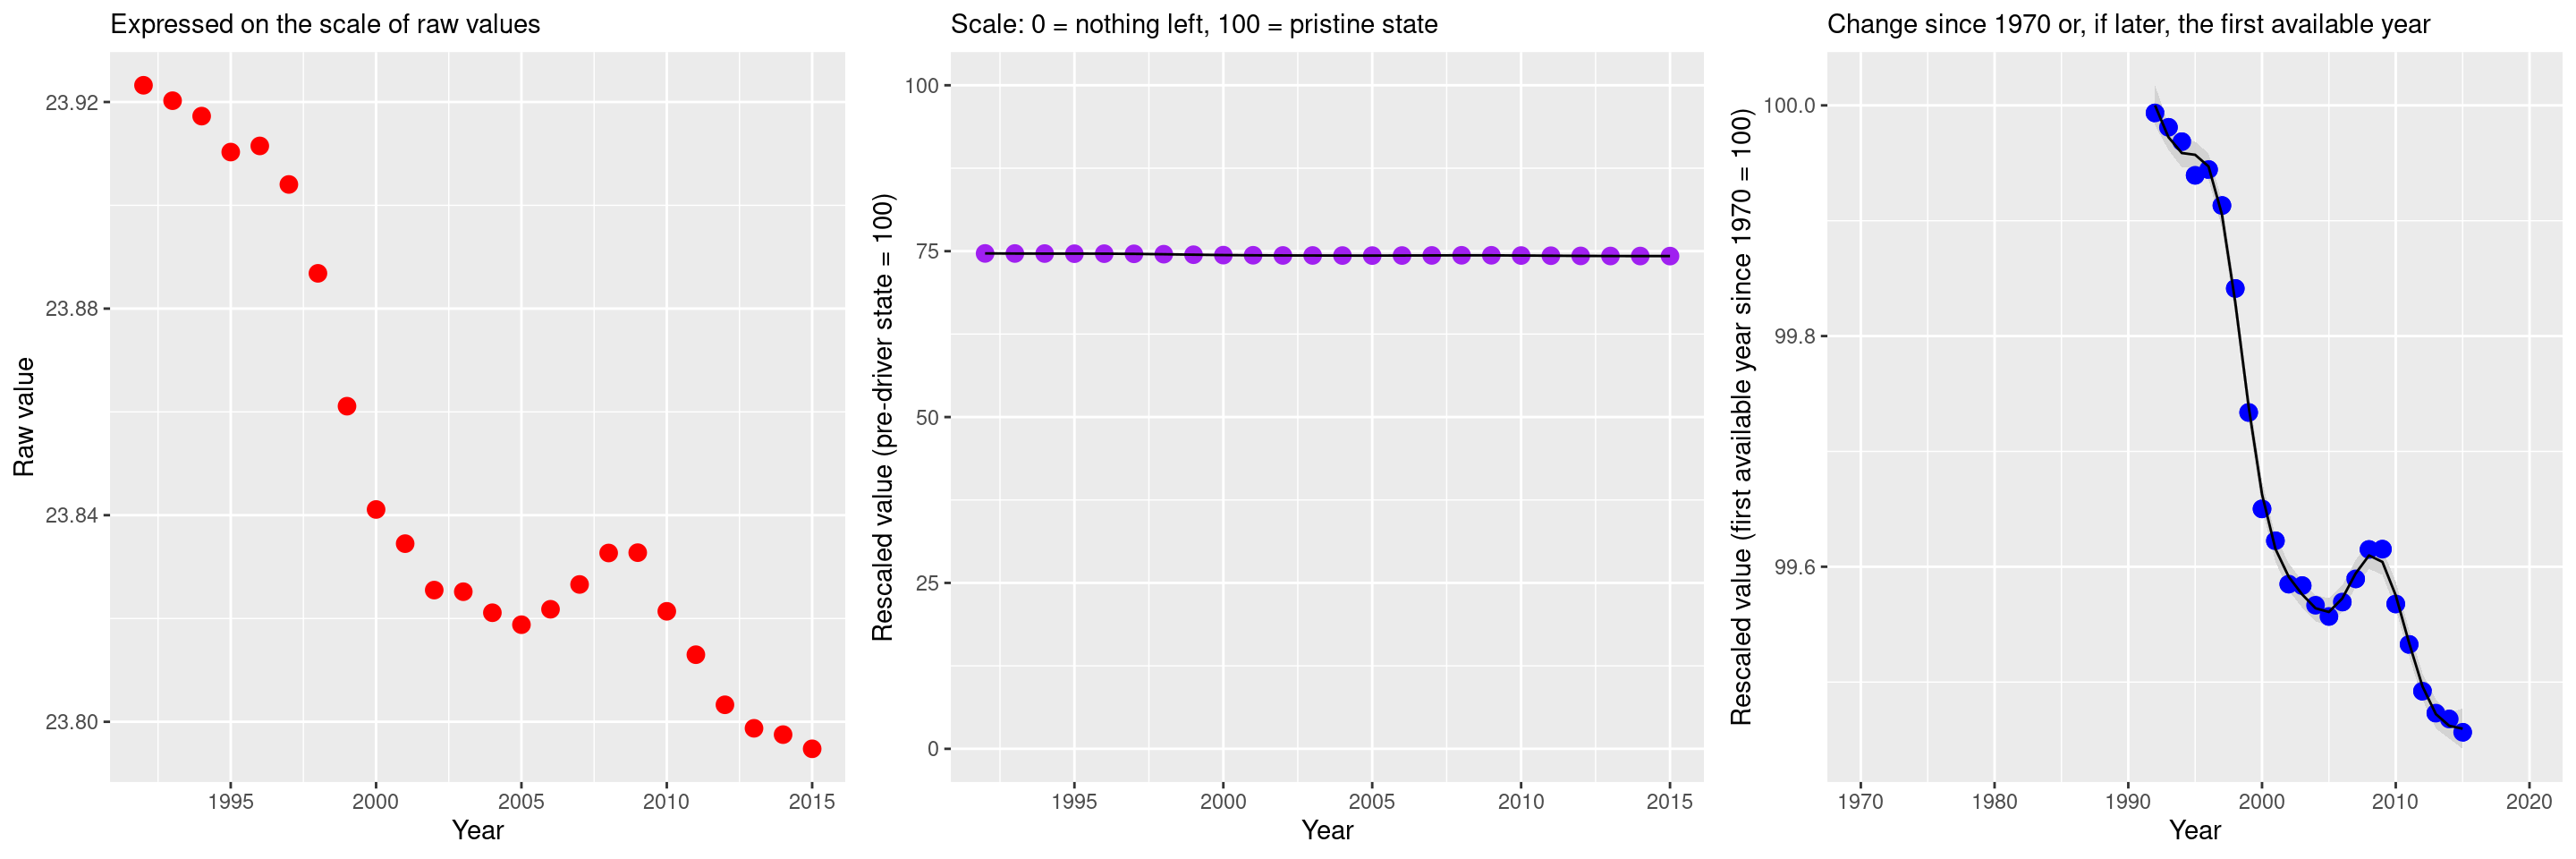 Expressed on the scale of raw values
Raw value
23.92
23.88
23.84
23.80
1995 2000 2005 2010 2015
Year
Scale: 0 = nothing left, 100 = pristine state
Rescaled value (pre-driver state = 100)
100
75
50
25
0
1995 2000 2005 2010 2015
Year
Change since 1970 or, if later, the first available year
Rescaled value (first available year since 1970 = 100)
100.0
99.8
99.6
1970 1980 1990 2000 2010 2020
Year